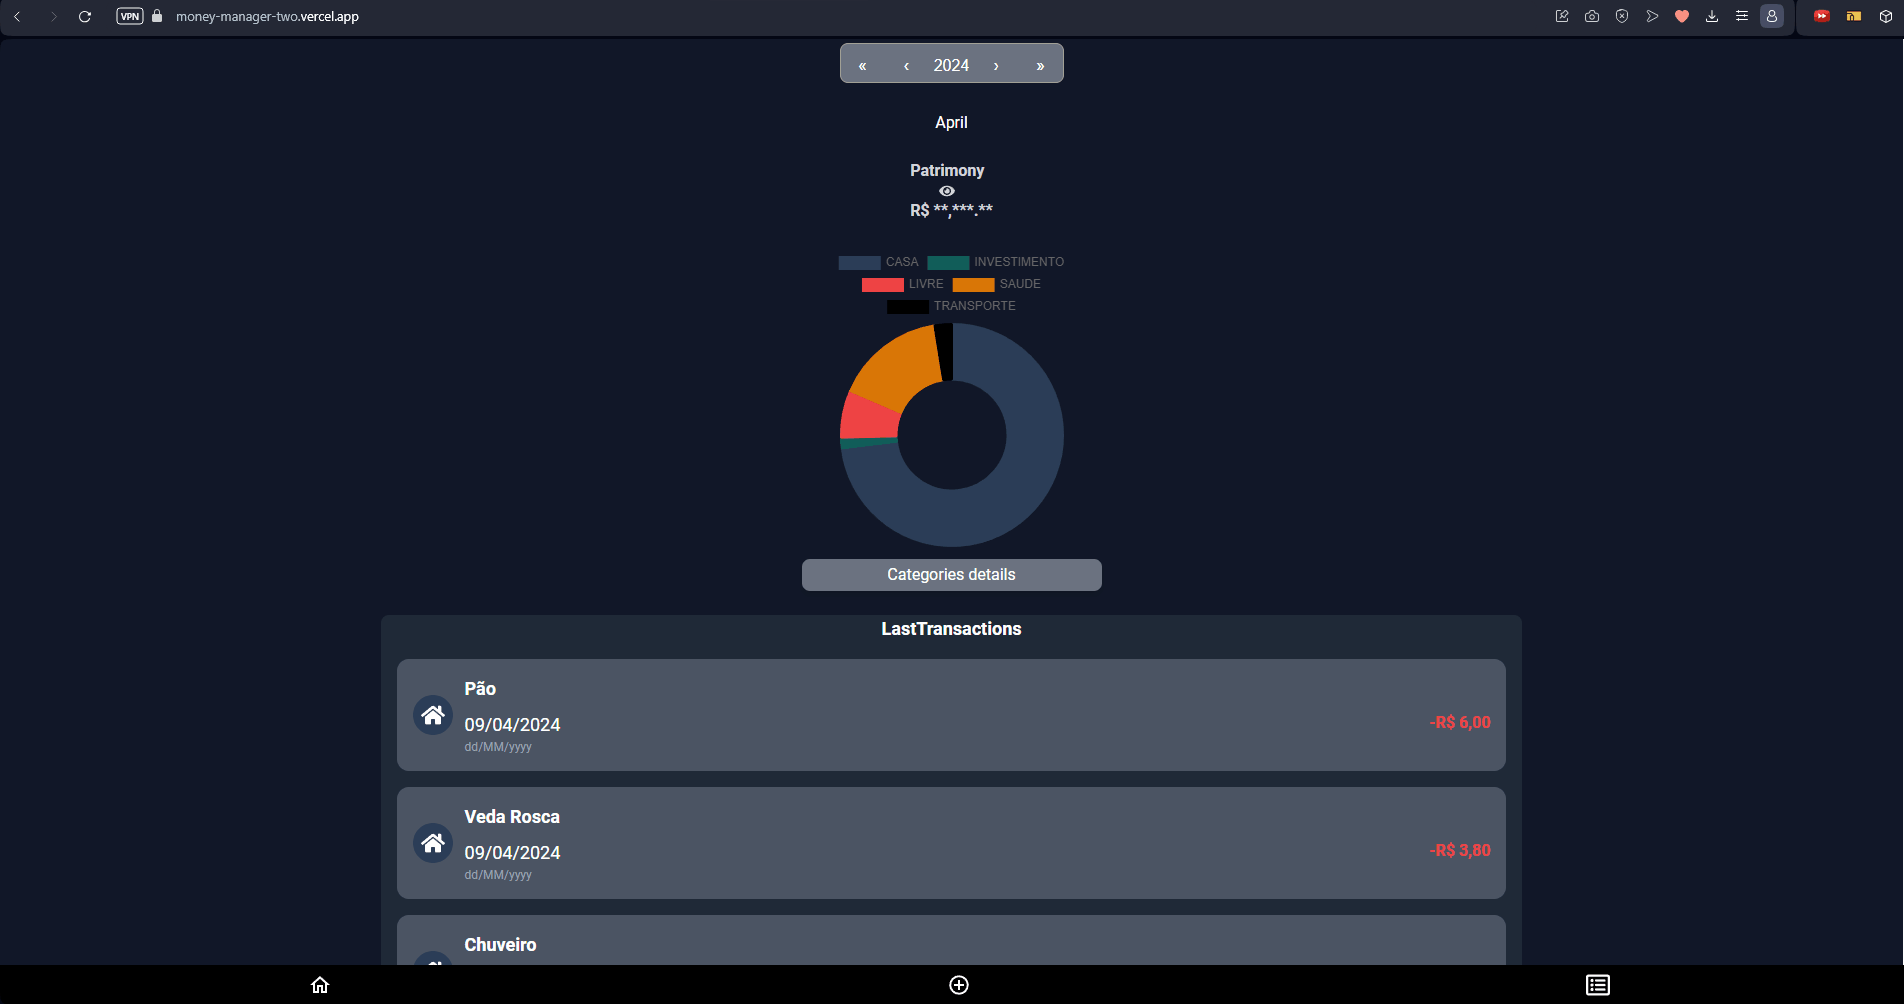 VPN money-manager-two.vercel.app
« ‹ 2024 › »
April
Patrimony
R$ **,***.**
CASA INVESTIMENTO
LIVRE SAUDE
TRANSPORTE
Categories details
LastTransactions
Pão
09/04/2024
dd/MM/yyyy
-R$ 6,00
Veda Rosca
09/04/2024
dd/MM/yyyy
-R$ 3,80
Chuveiro